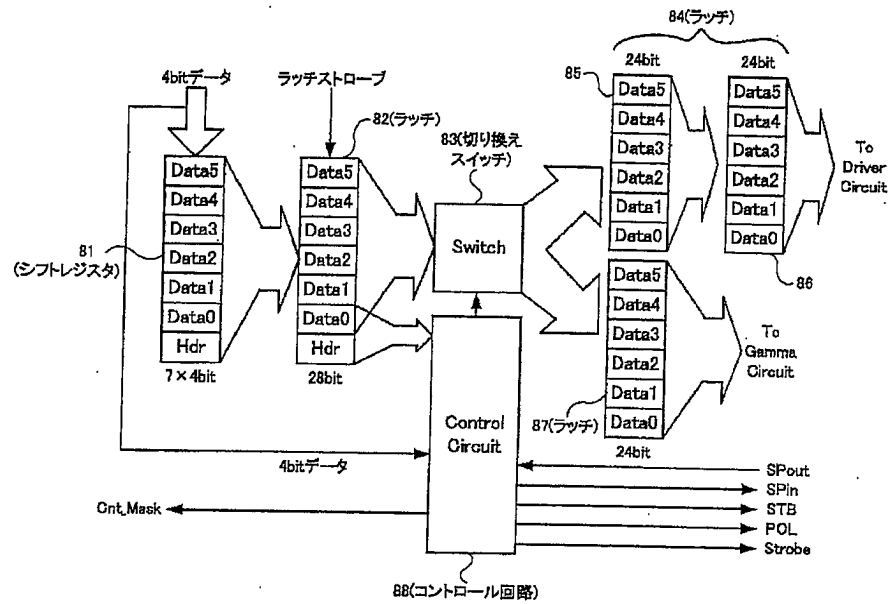 84(ラッチ)
24bit
24bit
85
4bitデータ
ラッチストローブ
82(ラッチ)
83(切り換え
スイッチ)
Data5
Data4
Data3
Data2
Data1
Data0
Data5
Data4
Data3
Data2
Data1
Data0
To
Driver
Circuit
86
81
(シフトレジスタ)
Data5
Data4
Data3
Data2
Data1
Data0
Hdr
7×4bit
Data5
Data4
Data3
Data2
Data1
Data0
Hdr
28bit
Switch
Data5
Data4
Data3
Data2
Data1
Data0
24bit
87(ラッチ)
To
Gamma
Circuit
Control
Circuit
4bitデータ
Cnt_Mask
SPout
SPin
STB
POL
Strobe
88(コントロール回路)